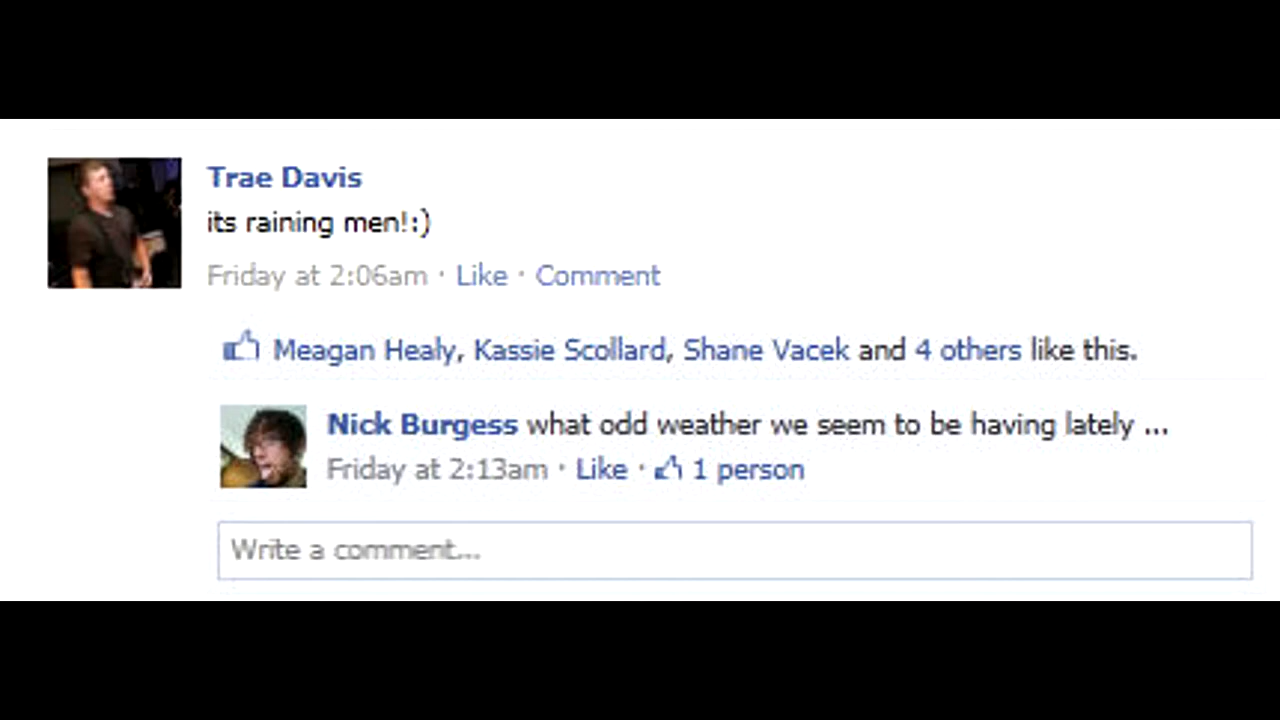 Trae Davis
its raining men!:)
Friday at 2:06am · Like · Comment
Meagan Healy, Kassie Scollard, Shane Vacek and 4 others like this.
Nick Burgess what odd weather we seem to be having lately ...
Friday at 2:13am · Like · 1 person
Write a comment...